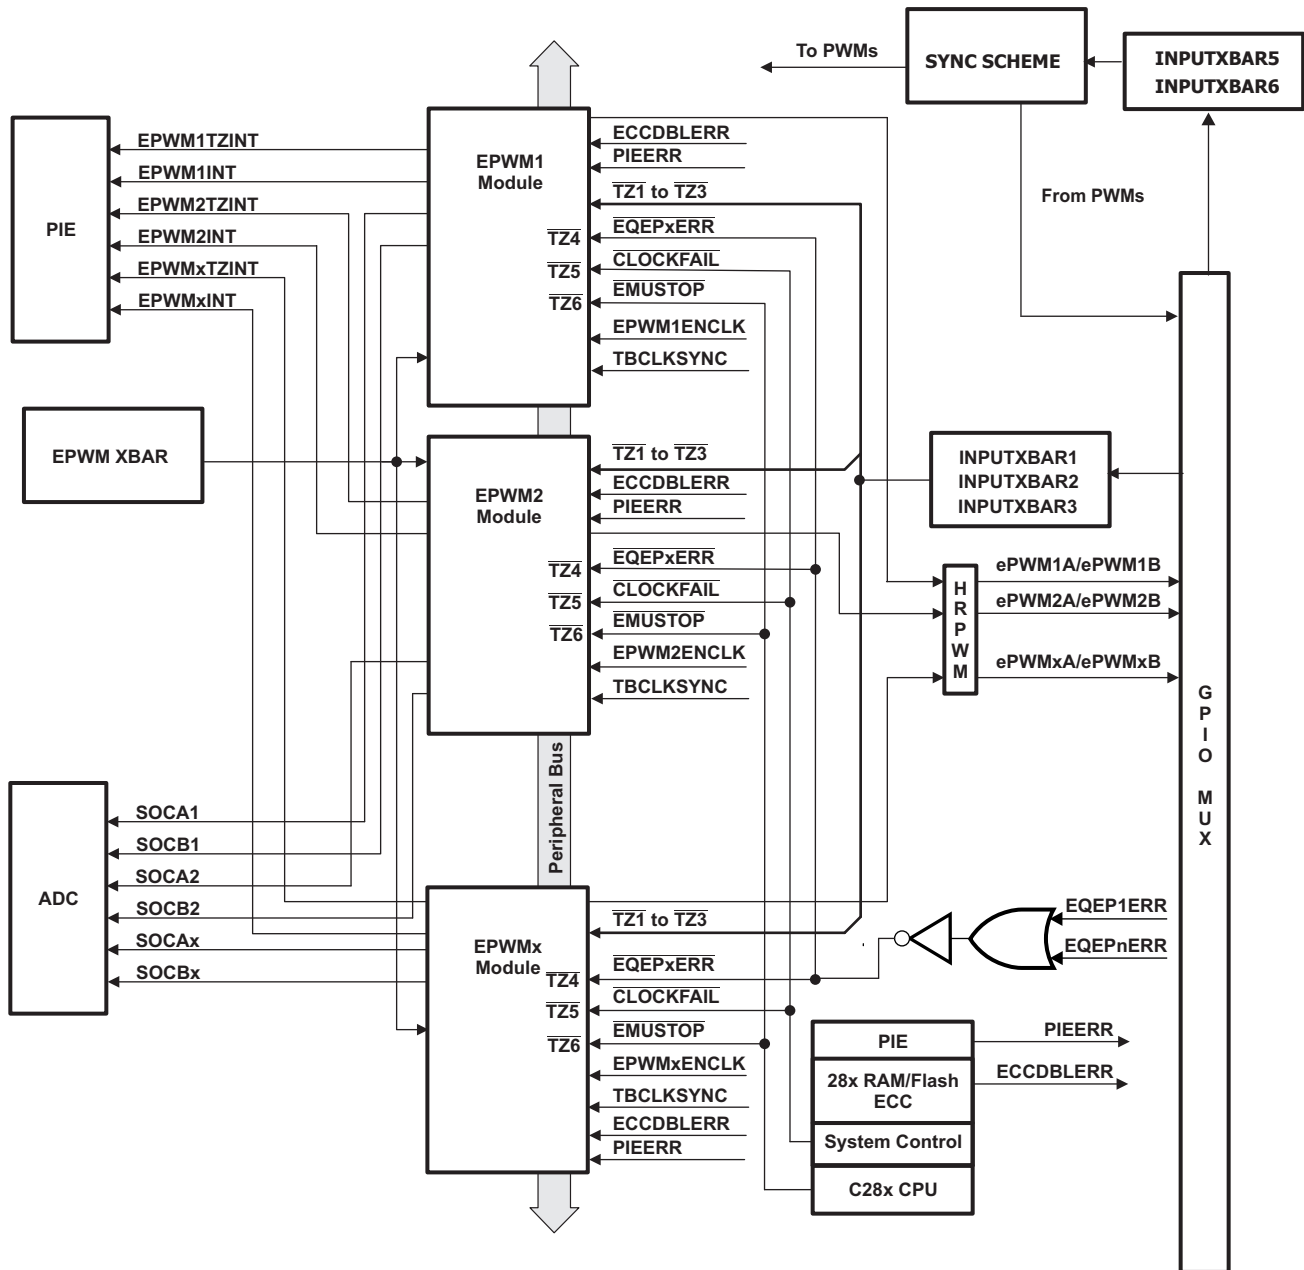 To PWMs
SYNC SCHEME
INPUTXBAR5
INPUTXBAR6
From PWMs
PIE
EPWM1TZINT
EPWM1INT
EPWM2TZINT
EPWM2INT
EPWMxTZINT
EPWMxINT
EPWM1
Module
ECCDBLERR
PIEERR
TZ1 to TZ3
EQEPxERR
TZ4
CLOCKFAIL
TZ5
EMUSTOP
TZ6
EPWM1ENCLK
TBCLKSYNC
EPWM XBAR
EPWM2
Module
TZ1 to TZ3
ECCDBLERR
PIEERR
EQEPxERR
TZ4
CLOCKFAIL
TZ5
EMUSTOP
TZ6
EPWM2ENCLK
TBCLKSYNC
INPUTXBAR1
INPUTXBAR2
INPUTXBAR3
HRPWM
ePWM1A/ePWM1B
ePWM2A/ePWM2B
ePWMxA/ePWMxB
GPIO MUX
Peripheral Bus
ADC
SOCA1
SOCB1
SOCA2
SOCB2
SOCAx
SOCBx
EPWMx
Module
TZ1 to TZ3
EQEPxERR
TZ4
CLOCKFAIL
TZ5
EMUSTOP
TZ6
EPWMxENCLK
TBCLKSYNC
ECCDBLERR
PIEERR
EQEP1ERR
EQEPnERR
PIE
PIEERR
28x RAM/Flash
ECC
ECCDBLERR
System Control
C28x CPU